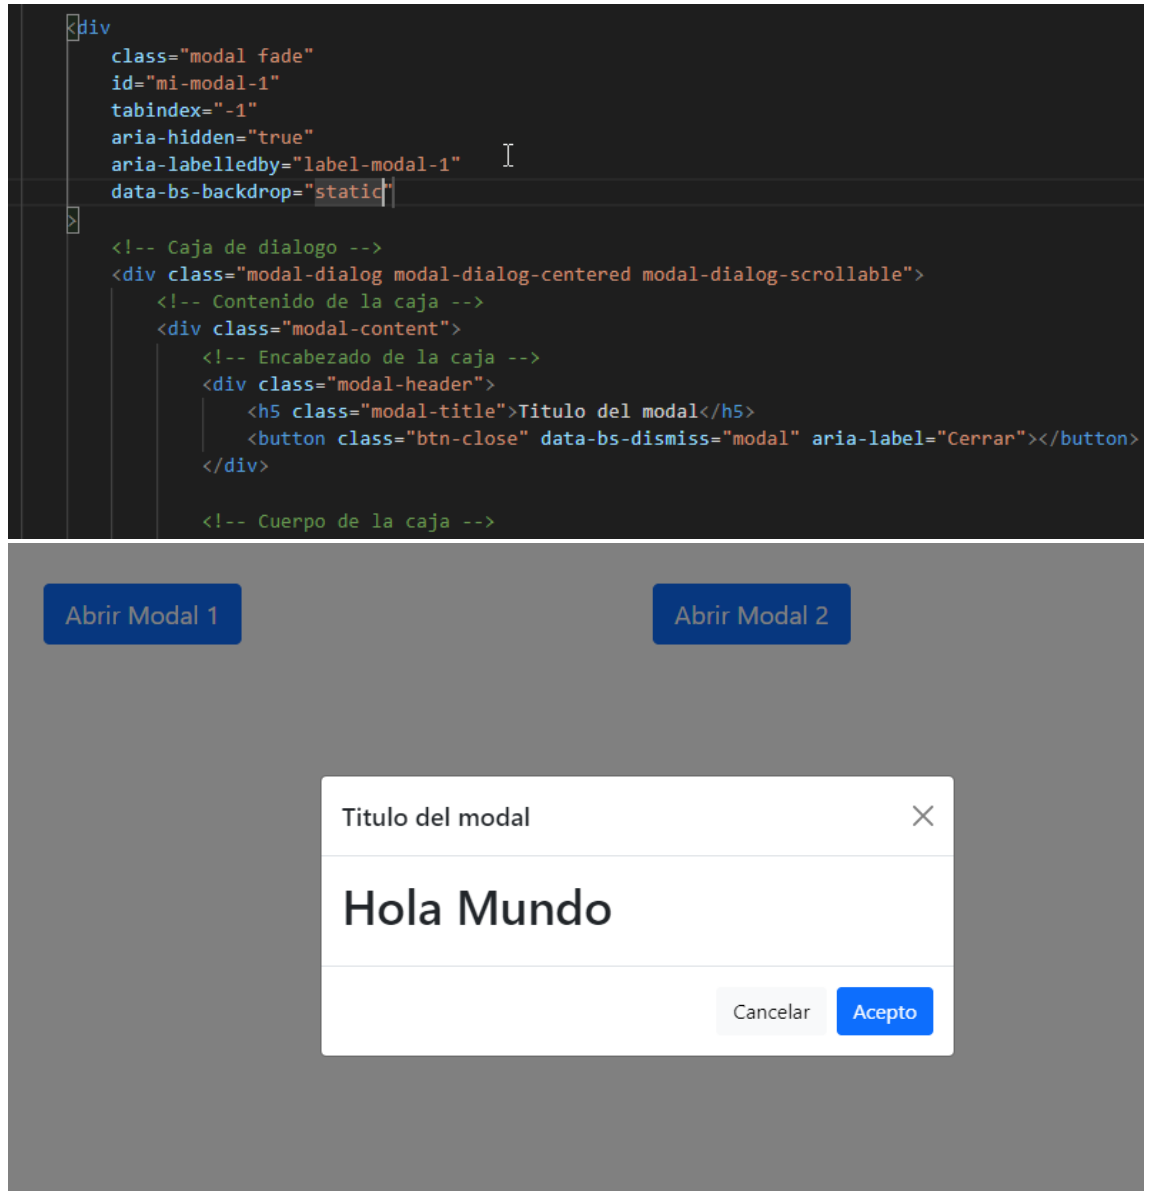 <div
class="modal fade"
id="mi-modal-1"
tabindex="-1"
aria-hidden="true"
aria-labelledby="label-modal-1"
data-bs-backdrop="static"
>
<!-- Caja de dialogo -->
<div class="modal-dialog modal-dialog-centered modal-dialog-scrollable">
<!-- Contenido de la caja -->
<div class="modal-content">
<!-- Encabezado de la caja -->
<div class="modal-header">
<h5 class="modal-title">Titulo del modal</h5>
<button class="btn-close" data-bs-dismiss="modal" aria-label="Cerrar"></button>
</div>
<!-- Cuerpo de la caja -->
Abrir Modal 1 Abrir Modal 2
Titulo del modal
Hola Mundo
Cancelar Acepto